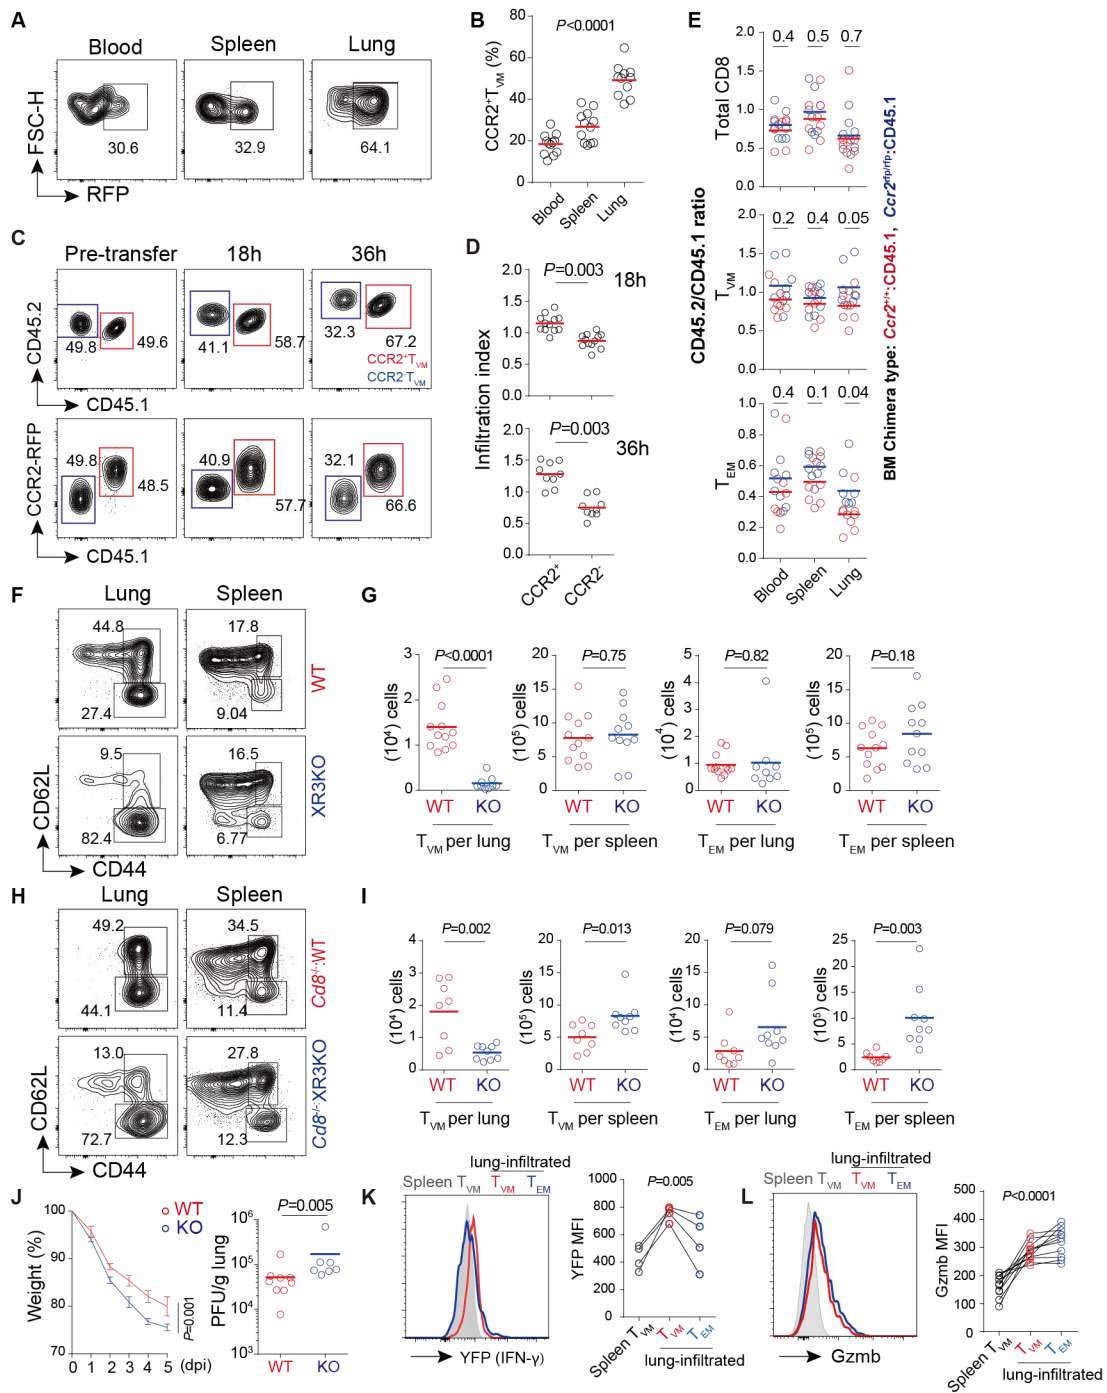 A
Blood Spleen Lung
FSC-H
30.6 32.9 64.1
RFP
B
P<0.0001
CCR2+TVM (%)
80
60
40
20
0
Blood Spleen Lung
C
Pre-transfer 18h 36h
CD45.2
49.8 49.6
41.1 58.7
32.3 67.2
CCR2+TVM
CCR2-TVM
CD45.1
CCR2-RFP
49.8 48.5
40.9 57.7
32.1 66.6
CD45.1
D
Infiltration index
P=0.003 18h
2.0
1.5
1.0
0.5
0.0
P=0.003 36h
2.0
1.5
1.0
0.5
0.0
CCR2+ CCR2-
E
CD45.2/CD45.1 ratio
Total CD8
0.4 0.5 0.7
2.0
1.5
1.0
0.5
0.0
TVM
0.2 0.4 0.05
2.0
1.5
1.0
0.5
0.0
TEM
0.4 0.1 0.04
1.0
0.8
0.6
0.4
0.2
0.0
Blood Spleen Lung
BM Chimera type: Ccr2+/+:CD45.1, Ccr2rfp/rfp:CD45.1
F
Lung Spleen
44.8 17.8
27.4 9.04
WT
9.5 16.5
82.4 6.77
XR3KO
CD62L
CD44
G
P<0.0001
(10⁴) cells
3
2
1
0
WT KO
TVM per lung
P=0.75
(10⁵) cells
20
15
10
5
0
WT KO
TVM per spleen
P=0.82
(10⁴) cells
5
4
3
2
1
0
WT KO
TEM per lung
P=0.18
(10⁵) cells
20
15
10
5
0
WT KO
TEM per spleen
H
Lung Spleen
49.2 34.5
44.1 11.4
Cd8-/-:WT
13.0 27.8
72.7 12.3
Cd8-/-:XR3KO
CD62L
CD44
I
P=0.002
(10⁴) cells
4
3
2
1
0
WT KO
TVM per lung
P=0.013
(10⁵) cells
20
15
10
5
0
WT KO
TVM per spleen
P=0.079
(10⁴) cells
20
15
10
5
0
WT KO
TEM per lung
P=0.003
(10⁵) cells
25
20
15
10
5
0
WT KO
TEM per spleen
J
WT
KO
Weight (%)
100
90
80
70
P=0.001
0 1 2 3 4 5 (dpi)
P=0.005
PFU/g lung
10⁶
10⁵
10⁴
10³
WT KO
K
lung-infiltrated
Spleen TVM TVM TEM
YFP (IFN-γ)
P=0.005
YFP MFI
1000
800
600
400
200
0
Spleen TVM TVM TEM
lung-infiltrated
L
lung-infiltrated
Spleen TVM TVM TEM
Gzmb
P<0.0001
Gzmb MFI
500
400
300
200
100
0
Spleen TVM TVM TEM
lung-infiltrated